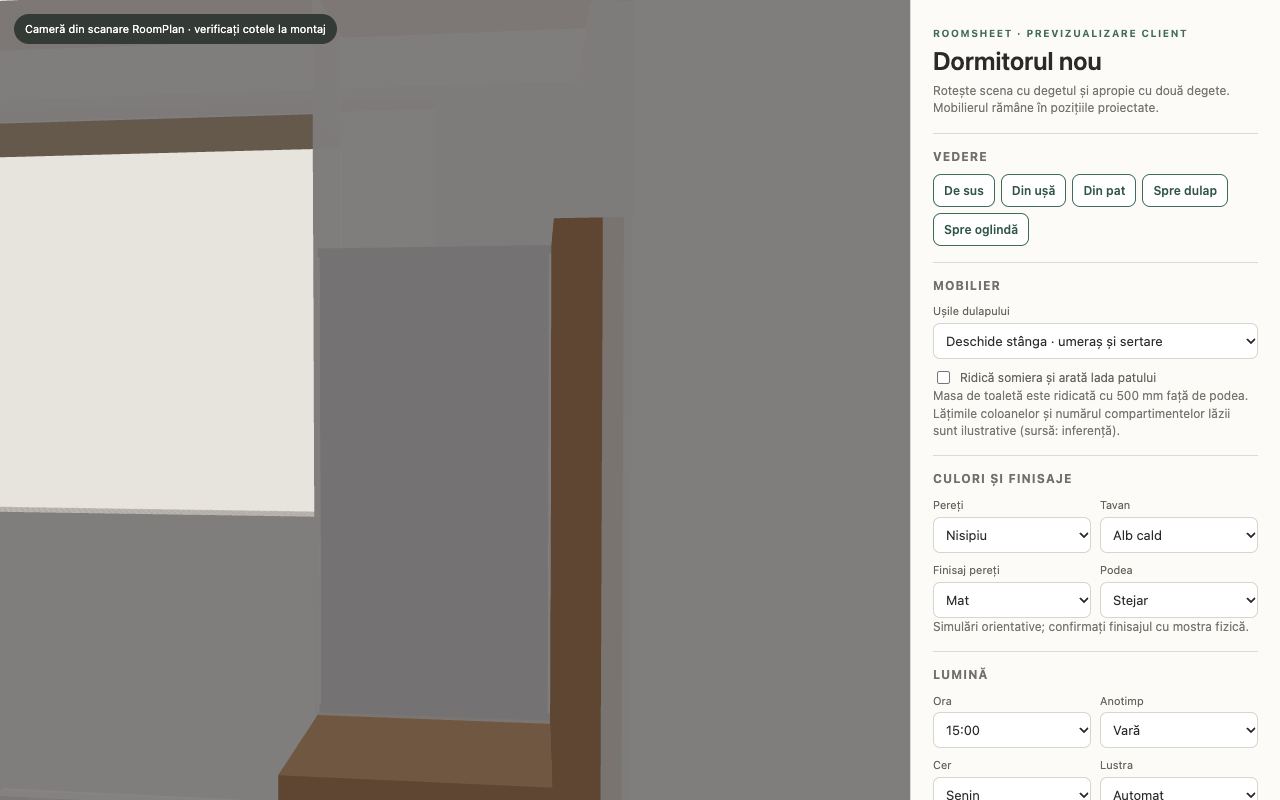 Cameră din scanare RoomPlan · verificați cotele la montaj
ROOMSHEET · PREVIZUALIZARE CLIENT
Dormitorul nou
Rotește scena cu degetul și apropie cu două degete.
Mobilierul rămâne în pozițiile proiectate.
VEDERE
De sus
Din ușă
Din pat
Spre dulap
Spre oglindă
MOBILIER
Ușile dulapului
Deschide stânga · umeraș și sertare
Ridică somiera și arată lada patului
Masa de toaletă este ridicată cu 500 mm față de podea.
Lățimile coloanelor și numărul compartimentelor lăzii
sunt ilustrative (sursă: inferență).
CULORI ȘI FINISAJE
Pereți
Tavan
Nisipiu
Alb cald
Finisaj pereți
Podea
Mat
Stejar
Simulări orientative; confirmați finisajul cu mostra fizică.
LUMINĂ
Ora
Anotimp
15:00
Vară
Cer
Lustra
Senin
Automat